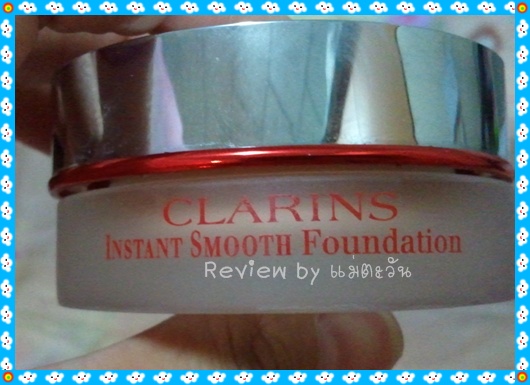 CLARINS
INSTANT SMOOTH Foundation
Review by แม่ตะวัน